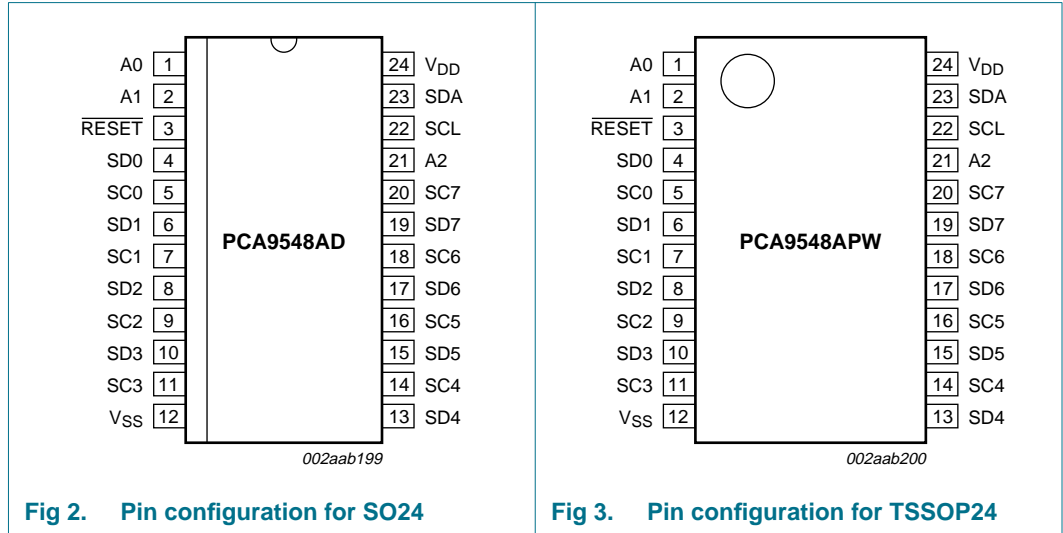 A0 1 24 VDD
A1 2 23 SDA
RESET 3 22 SCL
SD0 4 21 A2
SC0 5 20 SC7
SD1 6 19 SD7
SC1 7 18 SC6
SD2 8 17 SD6
SC2 9 16 SC5
SD3 10 15 SD5
SC3 11 14 SC4
VSS 12 13 SD4
PCA9548AD
002aab199
Fig 2. Pin configuration for SO24
A0 1 24 VDD
A1 2 23 SDA
RESET 3 22 SCL
SD0 4 21 A2
SC0 5 20 SC7
SD1 6 19 SD7
SC1 7 18 SC6
SD2 8 17 SD6
SC2 9 16 SC5
SD3 10 15 SD5
SC3 11 14 SC4
VSS 12 13 SD4
PCA9548APW
002aab200
Fig 3. Pin configuration for TSSOP24